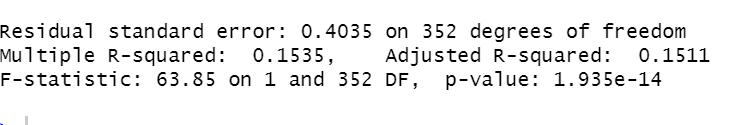 Residual standard error: 0.4035 on 352 degrees of freedom
Multiple R-squared:  0.1535,    Adjusted R-squared:  0.1511
F-statistic: 63.85 on 1 and 352 DF,  p-value: 1.935e-14